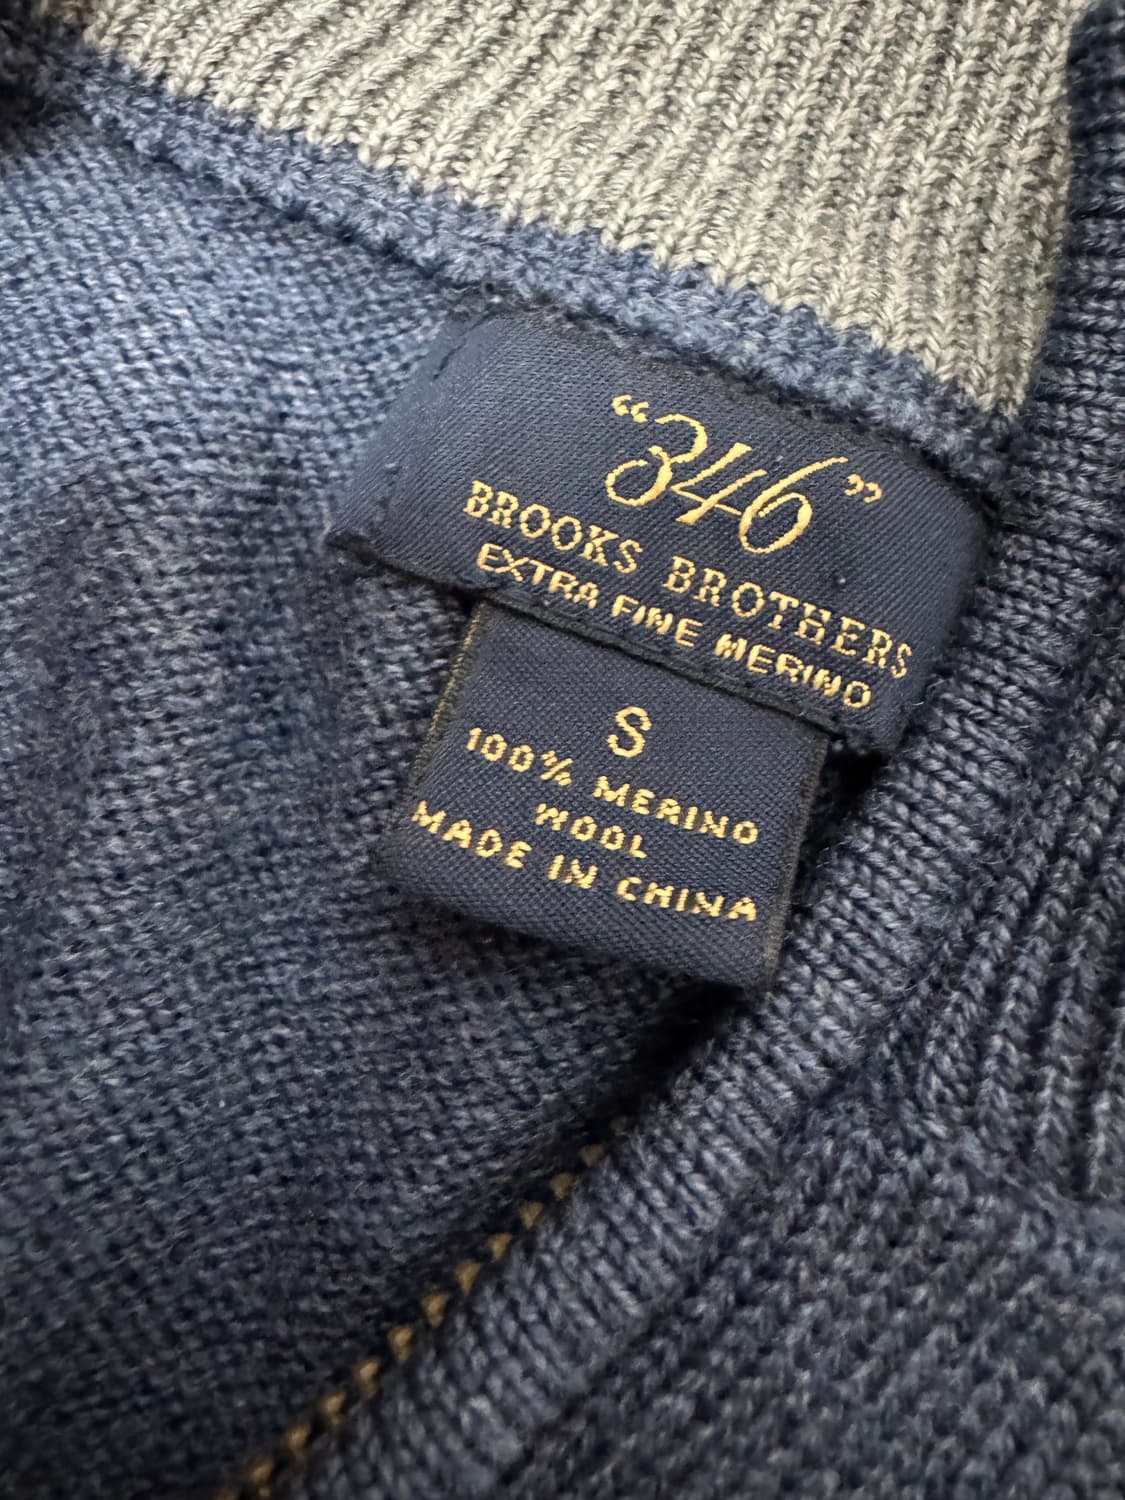 “346”
BROOKS BROTHERS
EXTRA FINE MERINO
S
100% MERINO
WOOL
MADE IN CHINA